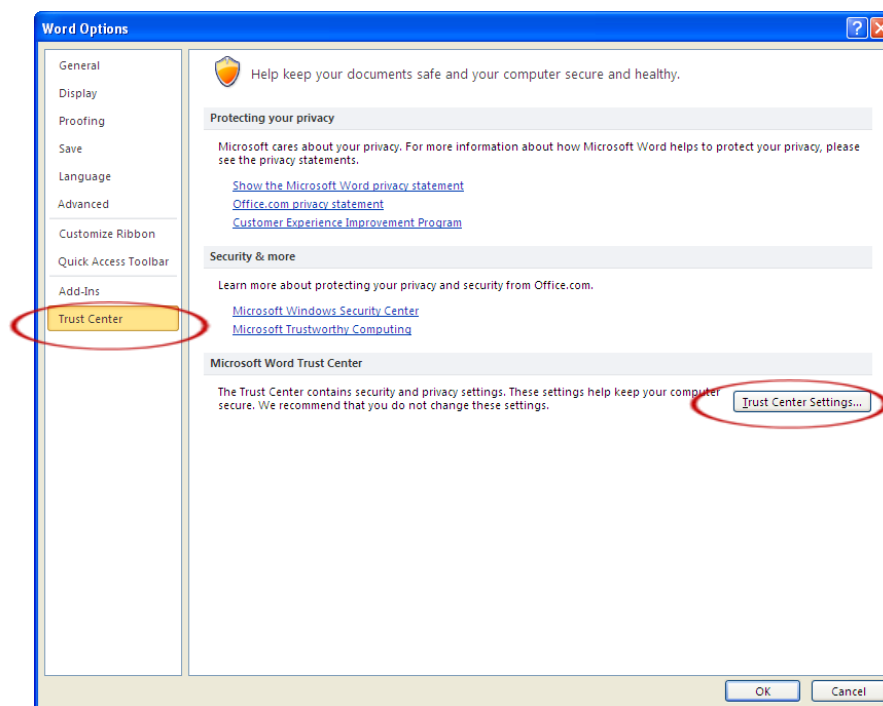 Word Options
General
Display
Proofing
Save
Language
Advanced
Customize Ribbon
Quick Access Toolbar
Add-Ins
Trust Center
Help keep your documents safe and your computer secure and healthy.
Protecting your privacy
Microsoft cares about your privacy. For more information about how Microsoft Word helps to protect your privacy, please
see the privacy statements.
Show the Microsoft Word privacy statement
Office.com privacy statement
Customer Experience Improvement Program
Security & more
Learn more about protecting your privacy and security from Office.com.
Microsoft Windows Security Center
Microsoft Trustworthy Computing
Microsoft Word Trust Center
The Trust Center contains security and privacy settings. These settings help keep your computer
secure. We recommend that you do not change these settings.
Trust Center Settings...
OK
Cancel